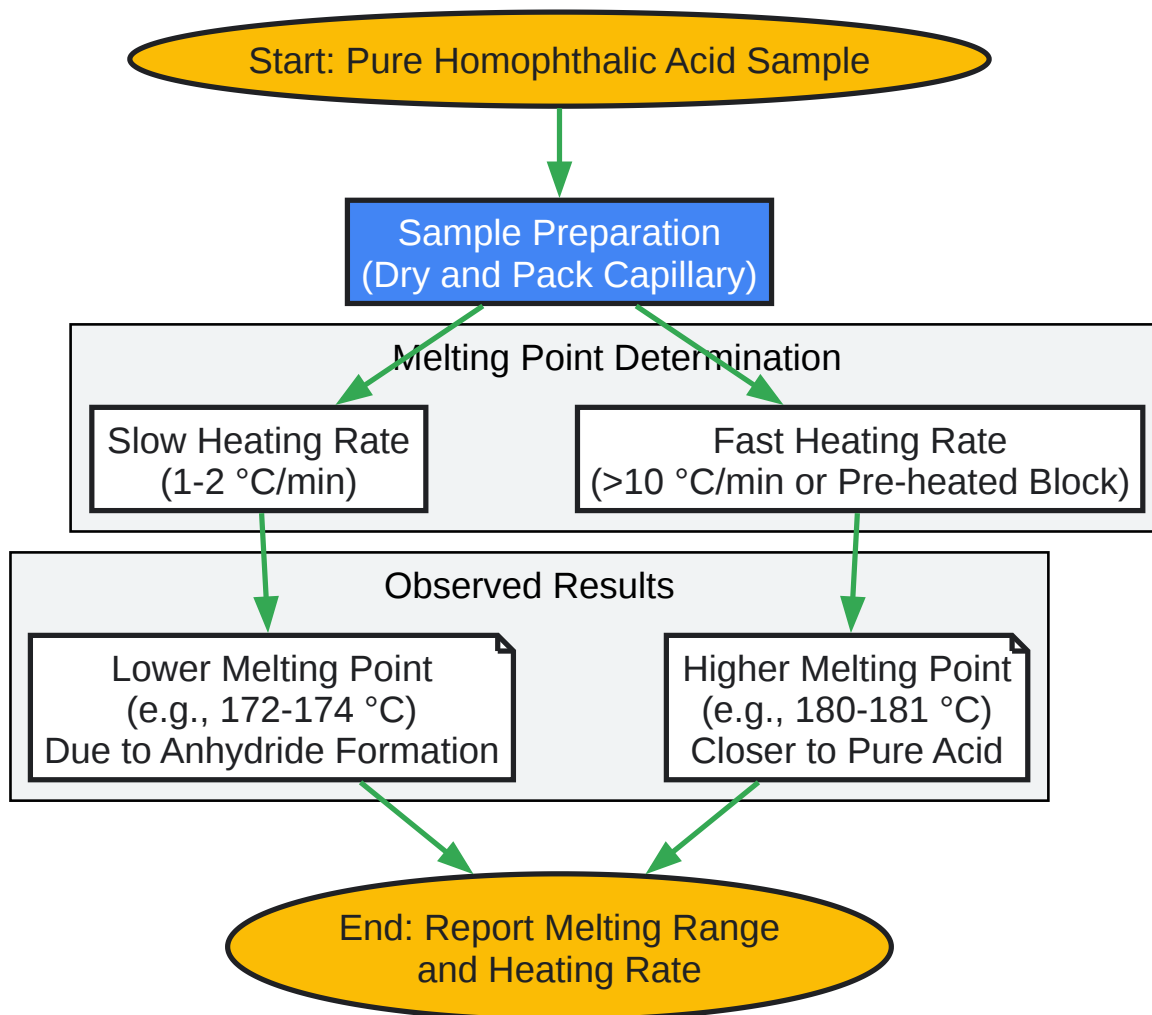 Start: Pure Homophthalic Acid Sample
Sample Preparation
(Dry and Pack Capillary)
Melting Point Determination
Slow Heating Rate
(1-2 °C/min)
Fast Heating Rate
(>10 °C/min or Pre-heated Block)
Observed Results
Lower Melting Point
(e.g., 172-174 °C)
Due to Anhydride Formation
Higher Melting Point
(e.g., 180-181 °C)
Closer to Pure Acid
End: Report Melting Range
and Heating Rate